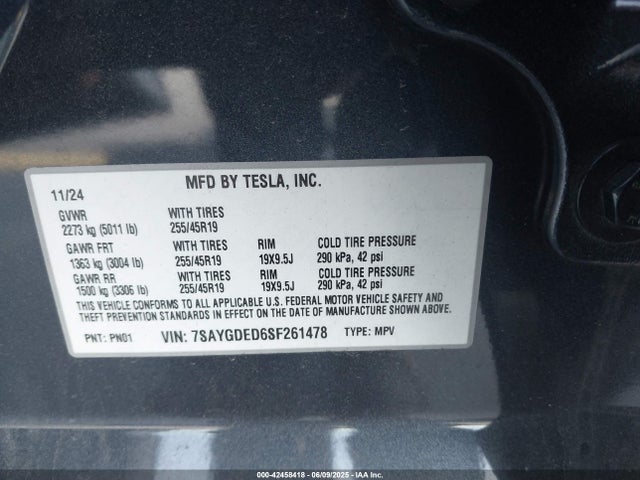 MFD BY TESLA, INC.
11/24
GVWR WITH TIRES
2273 kg (5011 lb) 255/45R19
GAWR FRT WITH TIRES RIM COLD TIRE PRESSURE
1363 kg (3004 lb) 255/45R19 19X9.5J 290 kPa, 42 psi
GAWR RR WITH TIRES RIM COLD TIRE PRESSURE
1500 kg (3306 lb) 255/45R19 19X9.5J 290 kPa, 42 psi
THIS VEHICLE CONFORMS TO ALL APPLICABLE U.S. FEDERAL MOTOR VEHICLE SAFETY AND
THEFT PREVENTION STANDARDS IN EFFECT ON THE DATE OF MANUFACTURE SHOWN ABOVE.
PNT: PN01 VIN: 7SAYGDED6SF261478 TYPE: MPV
000-42458418 - 06/09/2025 - IAA Inc.